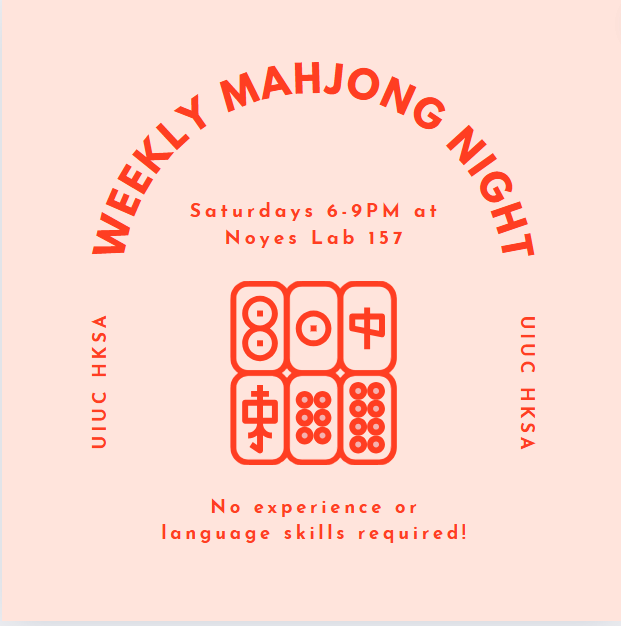 WEEKLY MAHJONG NIGHT
Saturdays 6-9PM at
Noyes Lab 157
UIUC HKSA
UIUC HKSA
中
東
No experience or
language skills required!